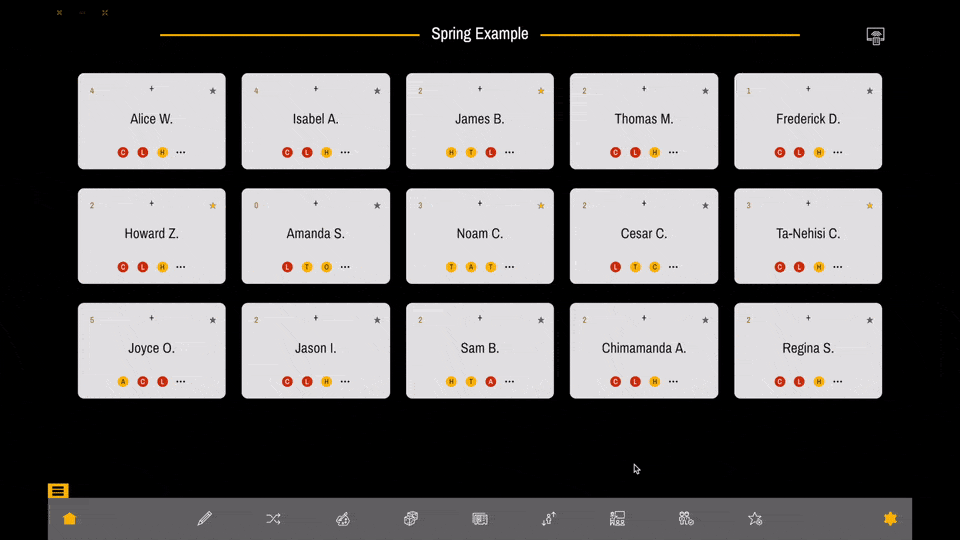 Spring Example
4 + 4 + 2 + 2 + 1 +
Alice W. Isabel A. James B. Thomas M. Frederick D.
C L H ••• C L H ••• H T L ••• C L H ••• C L H •••
2 + 0 + 3 + 2 + 3 +
Howard Z. Amanda S. Noam C. Cesar C. Ta-Nehisi C.
C L H ••• L T O ••• T A T ••• L T C ••• C L H •••
5 + 2 + 2 + 2 + 2 +
Joyce O. Jason I. Sam B. Chimamanda A. Regina S.
A C L ••• C L H ••• H T A ••• C L H ••• C L H •••